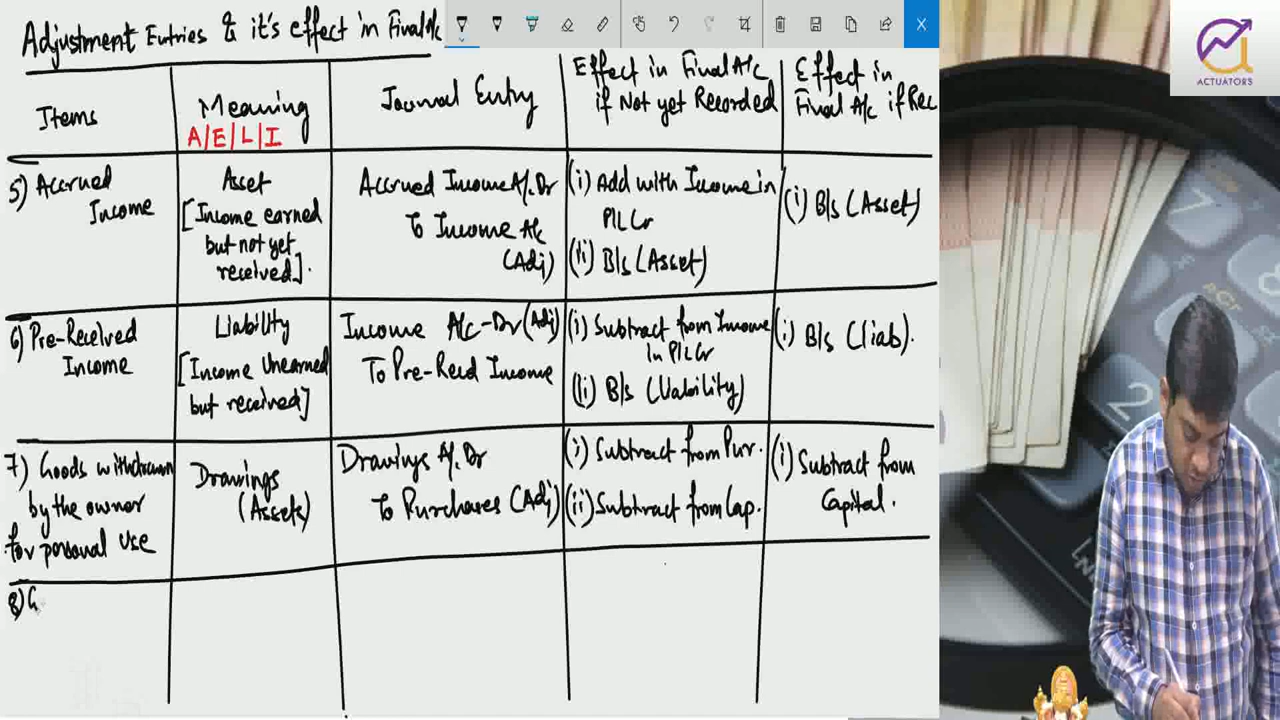 Adjustment Entries & it's effect in Final A/c
Items
Meaning
A/E/L/I
Journal Entry
Effect in Final A/c
if Not yet Recorded
Effect in
Final A/c if Rec
5) Accrued
Income
Asset
[Income earned
but not yet
received].
Accrued Income A/c. Dr
To Income A/c
(Adj)
(i) Add with Income in
P/L Cr
(ii) B/s (Asset)
(i) B/s (Asset)
6) Pre-Received
Income
Liability
[Income Unearned
but received]
Income A/c - Dr (Adj)
To Pre-Recd Income
(i) Subtract from Income
in P/L Cr
(ii) B/s (Liability)
(i) B/s (liab).
7) Goods withdrawn
by the owner
for personal use
Drawings
(Assets)
Drawings A/c. Dr
To Purchases (Adj)
(i) Subtract from Pur.
(ii) Subtract from Cap.
(i) Subtract from
Capital.
8) G
ACTUATORS
7
2